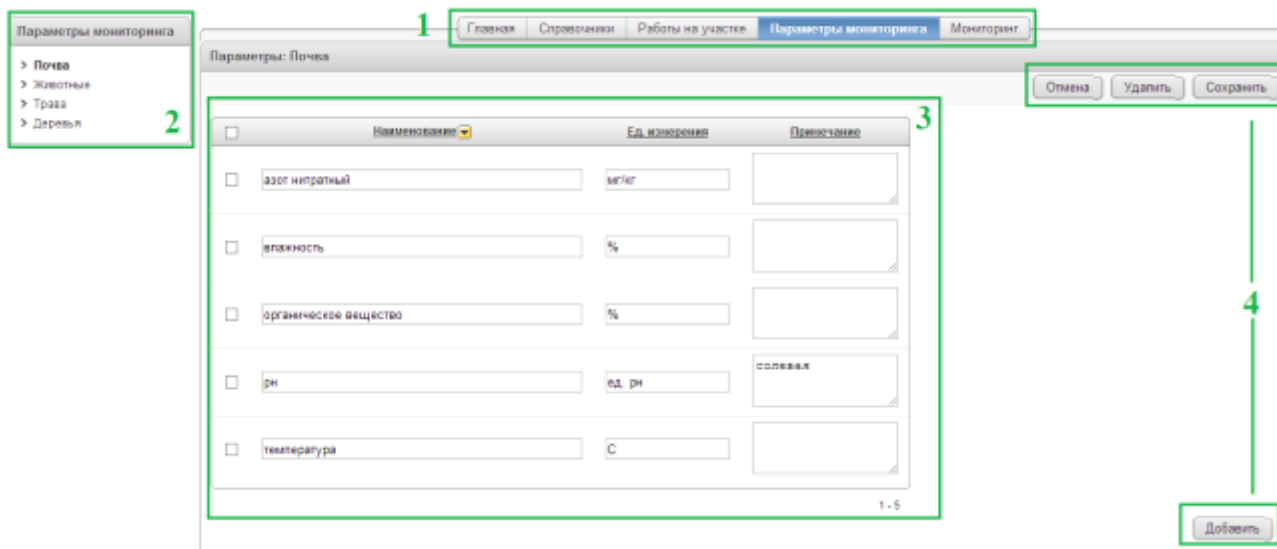 1 Главная Справочники Работы на участке Параметры мониторинга Мониторинг
Параметры мониторинга
> Почва
> Животные
> Трава
> Деревья
2
Параметры: Почва
Отмена Удалить Сохранить
3
Наименование Ед. измерения Примечание
азот нитратный мг/кг
влажность %
органическое вещество %
рн ед. рн солевая
температура С
1 - 5
4
Добавить